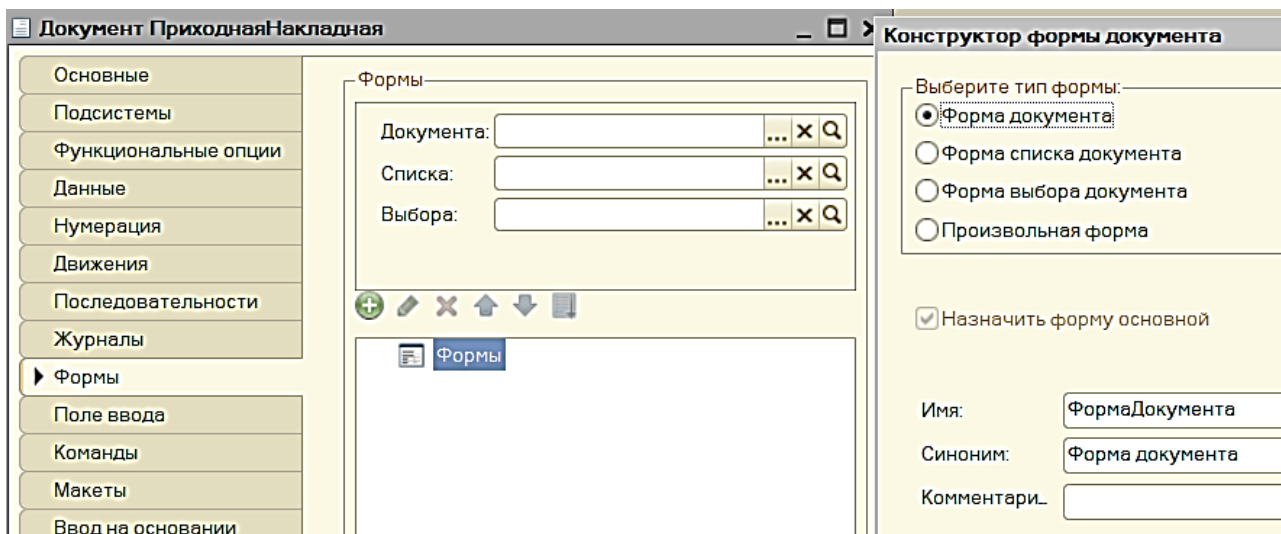 Документ ПриходнаяНакладная
Основные
Подсистемы
Функциональные опции
Данные
Нумерация
Движения
Последовательности
Журналы
Формы
Поле ввода
Команды
Макеты
Ввод на основании
Формы
Документа:
...
Списка:
...
Выбора:
...
Формы
Конструктор формы документа
Выберите тип формы:
Форма документа
Форма списка документа
Форма выбора документа
Произвольная форма
Назначить форму основной
Имя: ФормаДокумента
Синоним: Форма документа
Комментари...